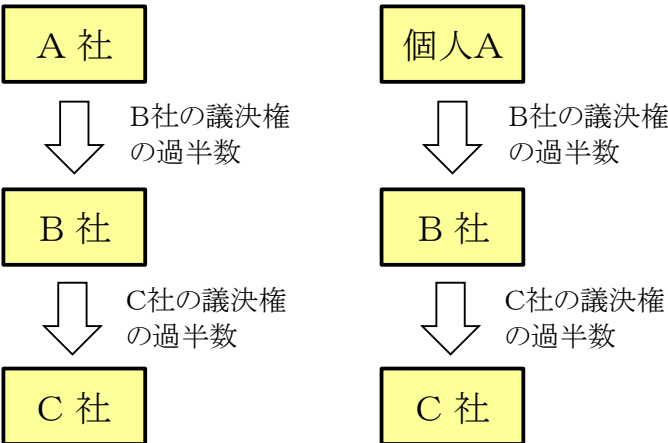 A 社
B社の議決権
の過半数
B 社
C社の議決権
の過半数
C 社
個人A
B社の議決権
の過半数
B 社
C社の議決権
の過半数
C 社